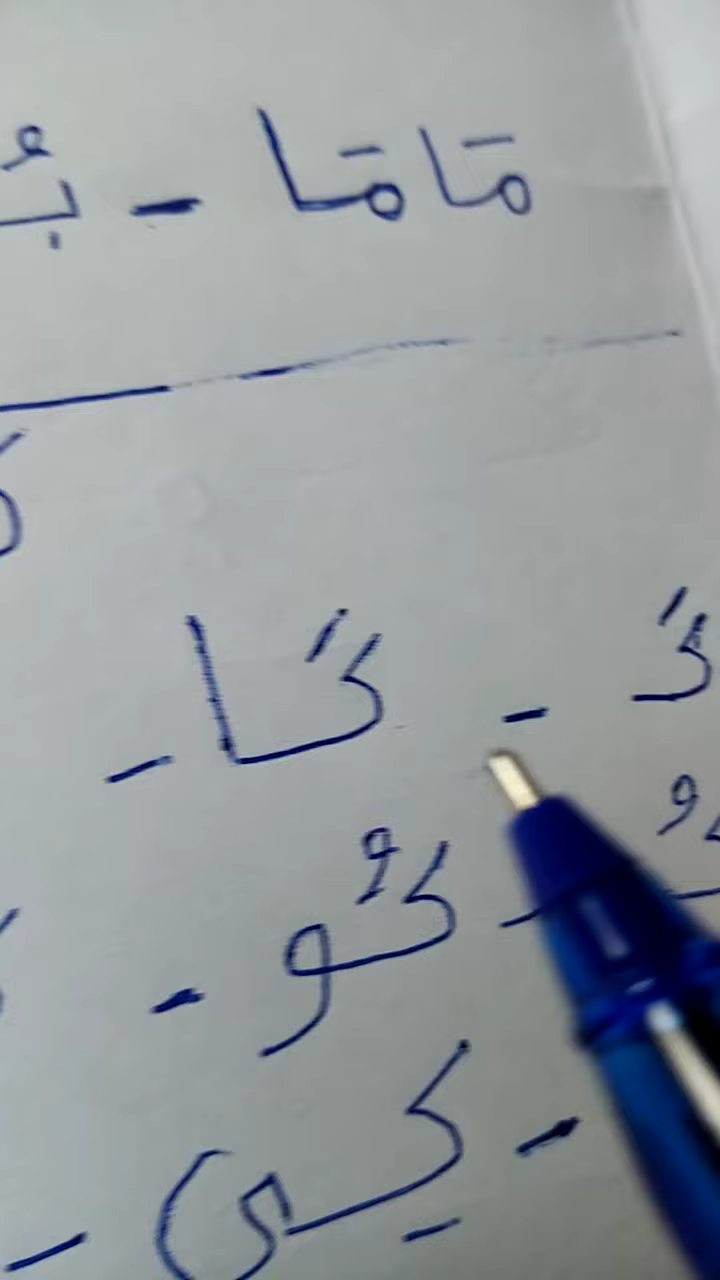 مَامَا - بُـ
كَـ - كَا -
كُو -
- كِي -